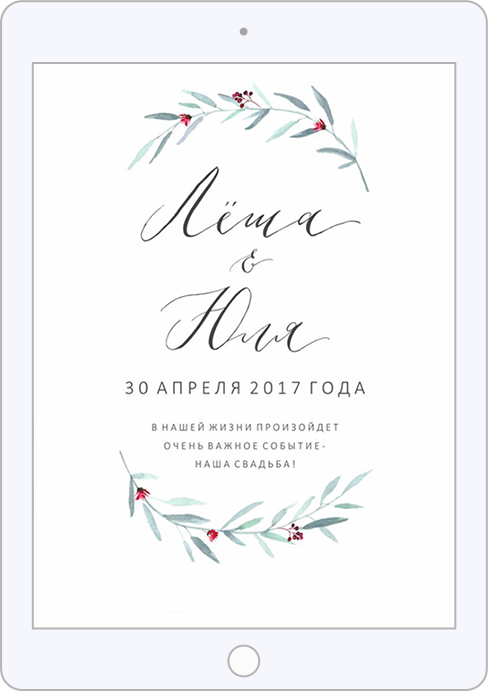 Лёша
&
Юля
30 АПРЕЛЯ 2017 ГОДА
В НАШЕЙ ЖИЗНИ ПРОИЗОЙДЕТ
ОЧЕНЬ ВАЖНОЕ СОБЫТИЕ-
НАША СВАДЬБА!